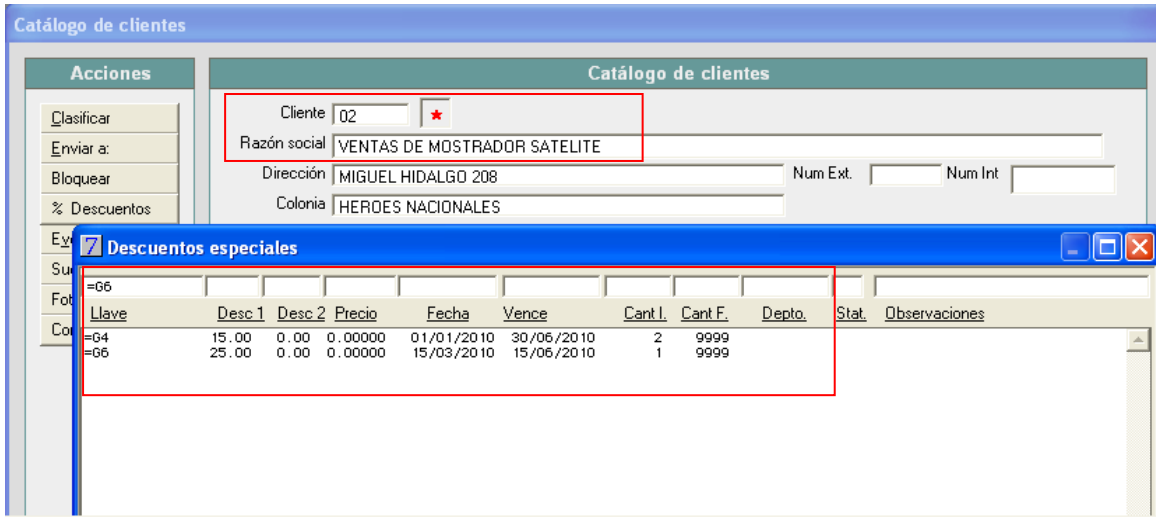 Catálogo de clientes
Acciones
Catálogo de clientes
Clasificar
Enviar a:
Bloquear
% Descuentos
Cliente 02 *
Razón social VENTAS DE MOSTRADOR SATELITE
Dirección MIGUEL HIDALGO 208 Num Ext. Num Int
Colonia HEROES NACIONALES
7 Descuentos especiales
=G6
Llave Desc 1 Desc 2 Precio Fecha Vence Cant I. Cant F. Depto. Stat. Observaciones
=G4 15.00 0.00 0.00000 01/01/2010 30/06/2010 2 9999
=G6 25.00 0.00 0.00000 15/03/2010 15/06/2010 1 9999